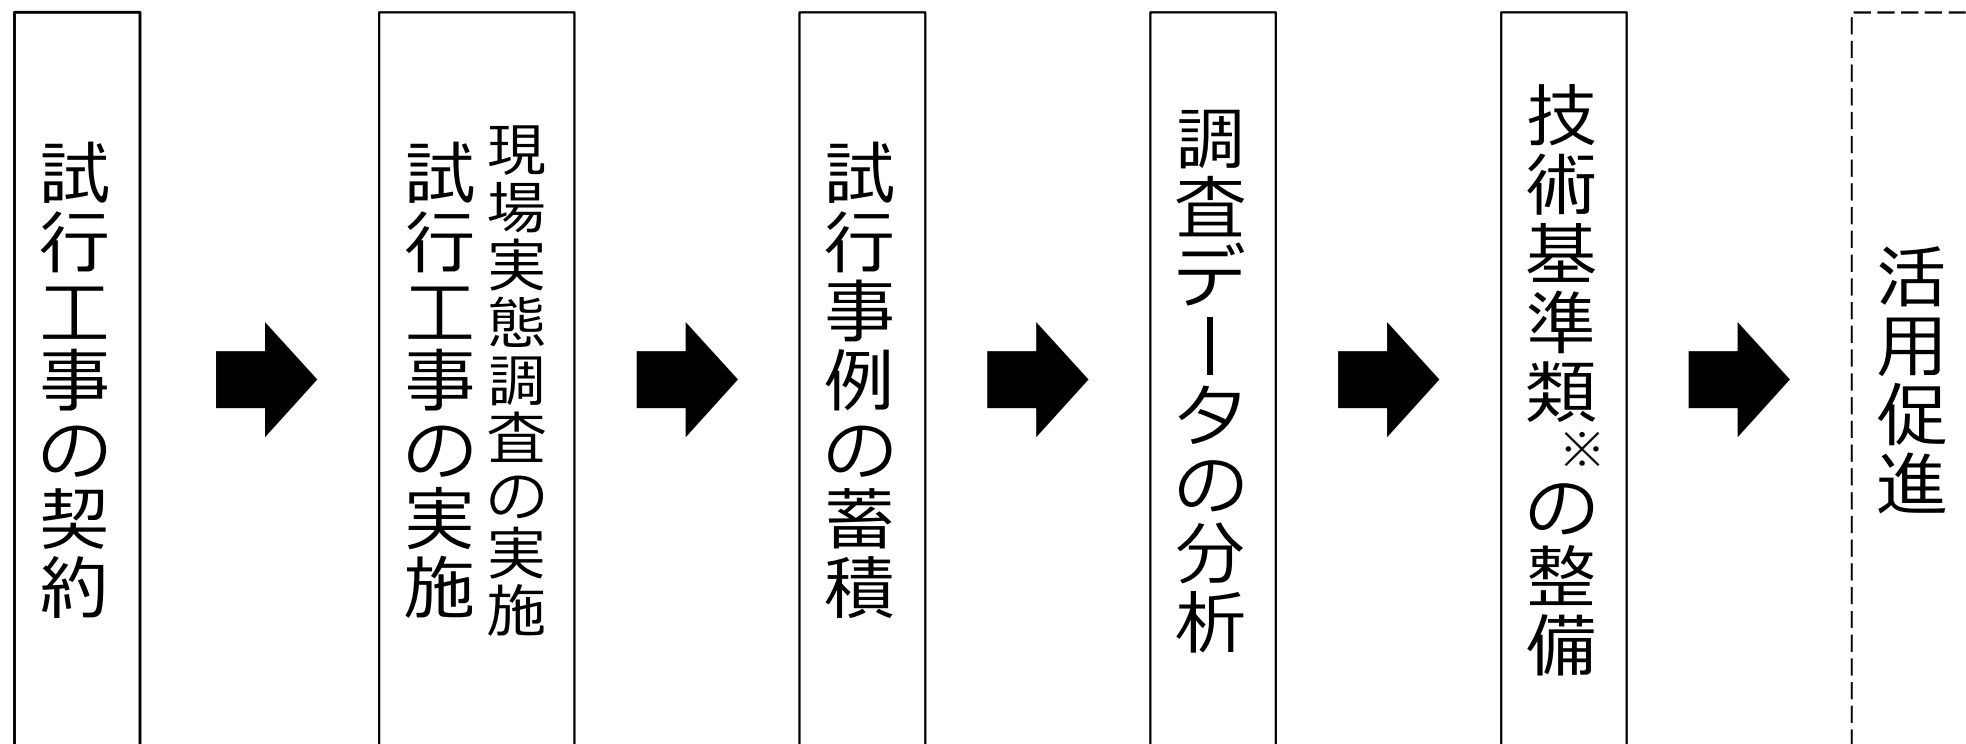 試行工事の契約
現場実態調査の実施
試行工事の実施
試行事例の蓄積
調査データの分析
技術基準類※の整備
活用促進